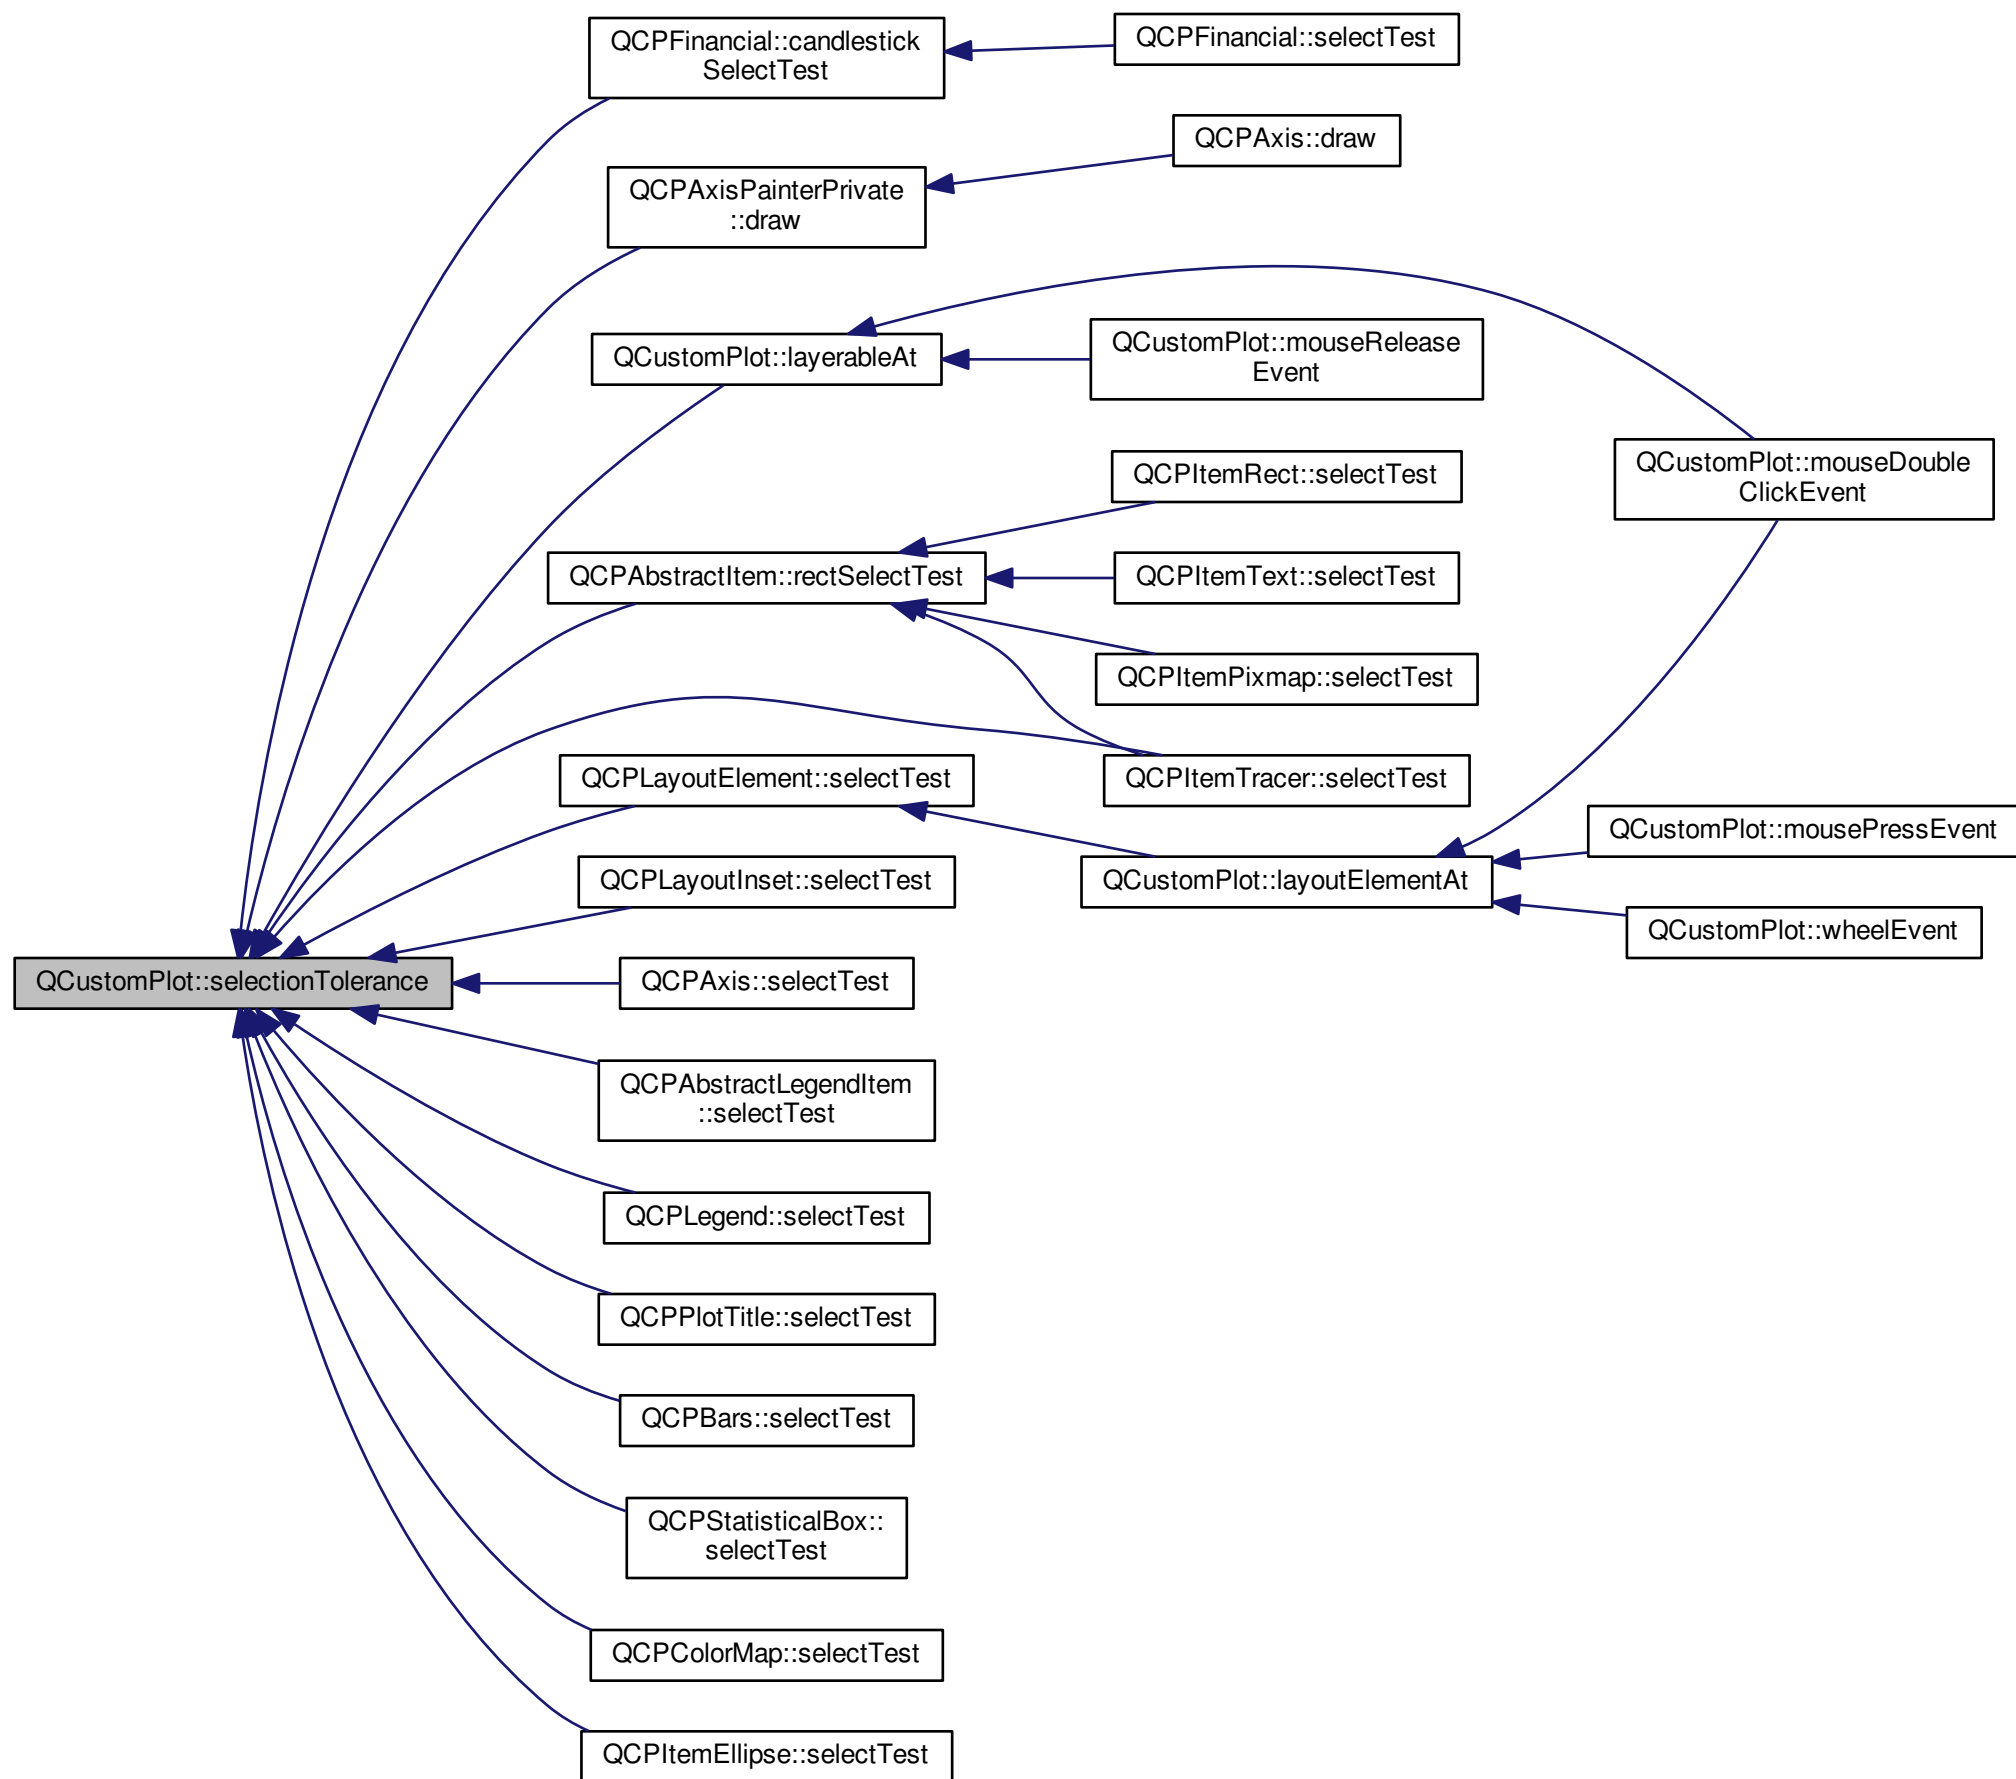 QCPFinancial::candlestick
SelectTest
QCPFinancial::selectTest
QCPAxis::draw
QCPAxisPainterPrivate
::draw
QCustomPlot::layerableAt
QCustomPlot::mouseRelease
Event
QCustomPlot::mouseDouble
ClickEvent
QCPItemRect::selectTest
QCPAbstractItem::rectSelectTest
QCPItemText::selectTest
QCPItemPixmap::selectTest
QCPLayoutElement::selectTest
QCPItemTracer::selectTest
QCustomPlot::mousePressEvent
QCPLayoutInset::selectTest
QCustomPlot::layoutElementAt
QCustomPlot::wheelEvent
QCustomPlot::selectionTolerance
QCPAxis::selectTest
QCPAbstractLegendItem
::selectTest
QCPLegend::selectTest
QCPPlotTitle::selectTest
QCPBars::selectTest
QCPStatisticalBox::
selectTest
QCPColorMap::selectTest
QCPItemEllipse::selectTest